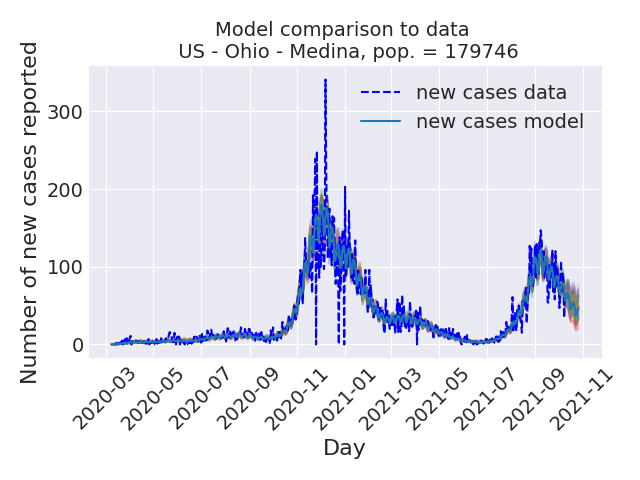 Model comparison to data
US - Ohio - Medina, pop. = 179746
Number of new cases reported
300
200
100
0
new cases data
new cases model
2020-03
2020-05
2020-07
2020-09
2020-11
2021-01
2021-03
2021-05
2021-07
2021-09
2021-11
Day